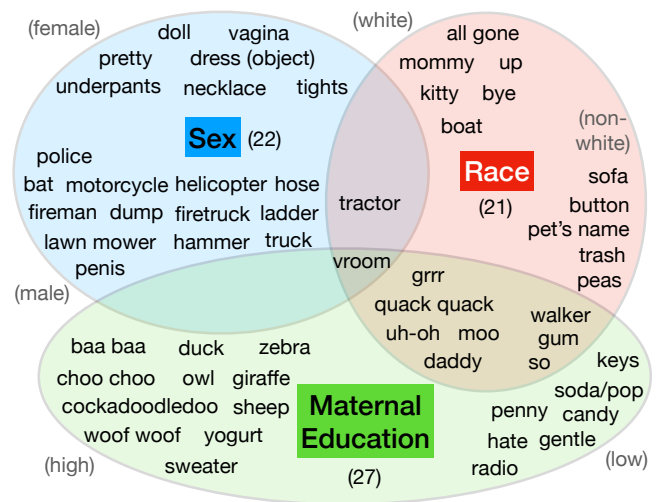 (female)
doll vagina
pretty dress (object)
underpants necklace tights
Sex (22)
police
bat motorcycle helicopter hose
fireman dump firetruck ladder
lawn mower hammer truck
penis
(male)
(white)
all gone
mommy up
kitty bye
boat
(non-
white)
Race
(21)
sofa
button
pet's name
trash
peas
tractor
vroom
grrr
quack quack
uh-oh moo
daddy
walker
gum
so
baa baa duck zebra
choo choo owl giraffe
cockadoodledoo sheep
woof woof yogurt
sweater
(high)
Maternal
Education
(27)
keys
soda/pop
penny candy
hate gentle
radio
(low)